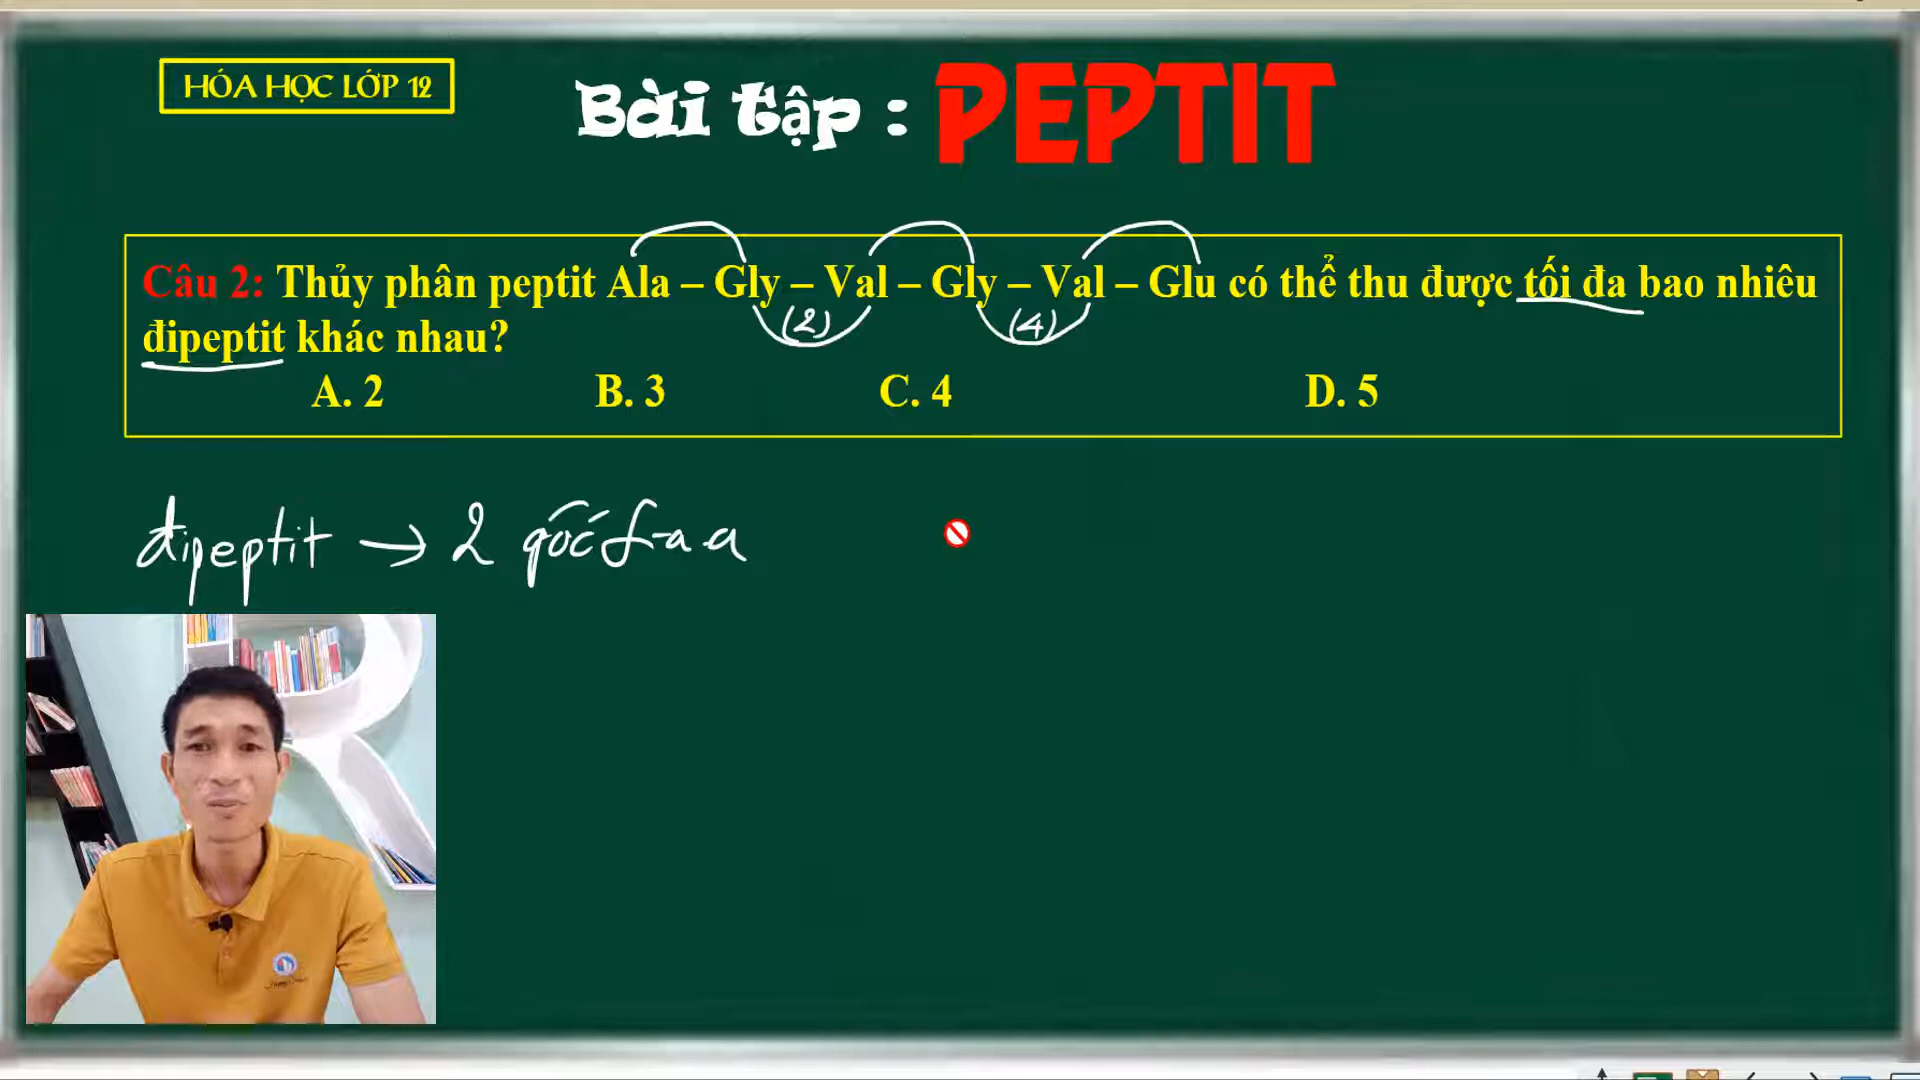 HÓA HỌC LỚP 12
Bài tập : PEPTIT
Câu 2: Thủy phân peptit Ala – Gly – Val – Gly – Val – Glu có thể thu được tối đa bao nhiêu
(2) (4)
đipeptit khác nhau?
A. 2 B. 3 C. 4 D. 5
đipeptit → 2 gốc α-a a